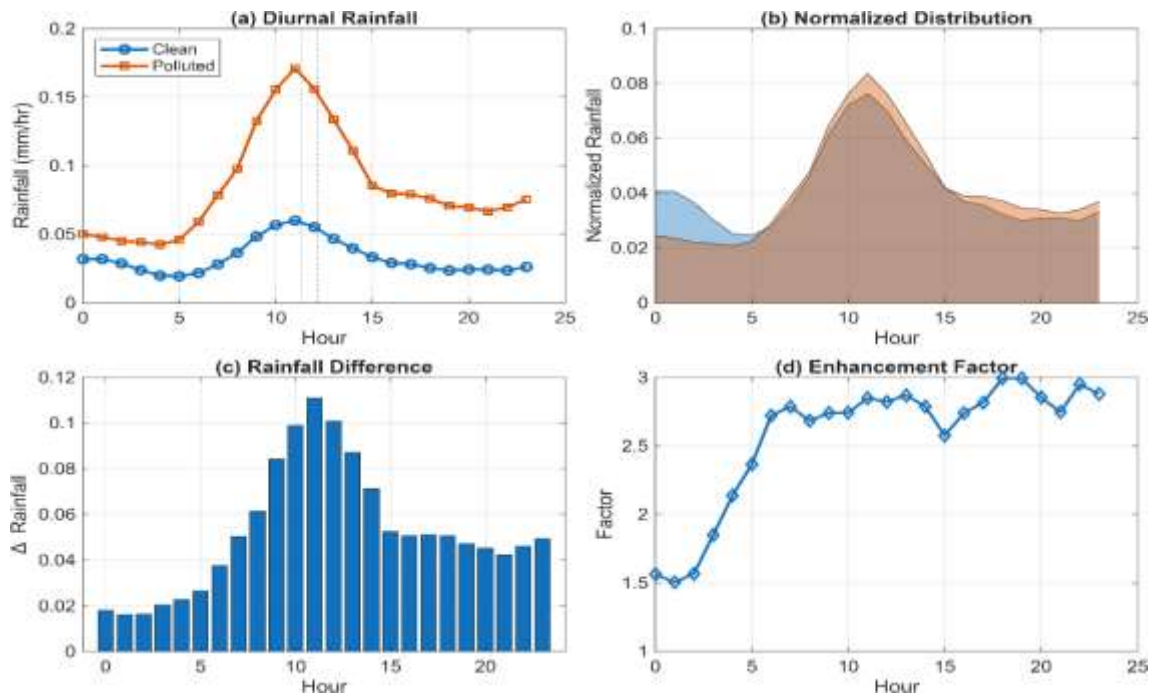 (a) Diurnal Rainfall
0.2
0.15
0.1
0.05
0
Rainfall (mm/hr)
Clean
Polluted
0 5 10 15 20 25
Hour
(b) Normalized Distribution
0.1
0.08
0.06
0.04
0.02
0
Normalized Rainfall
0 5 10 15 20 25
Hour
(c) Rainfall Difference
0.12
0.1
0.08
0.06
0.04
0.02
0
Δ Rainfall
0 5 10 15 20
Hour
(d) Enhancement Factor
3
2.5
2
1.5
1
Factor
0 5 10 15 20 25
Hour